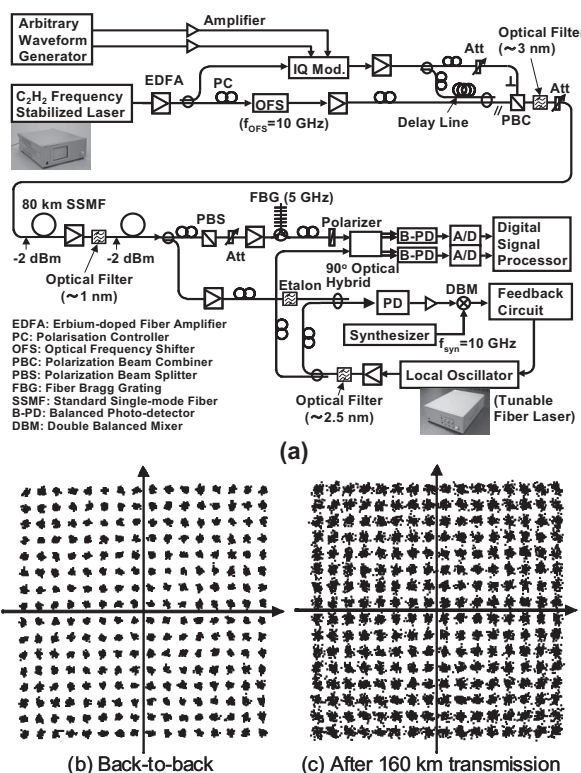 Arbitrary
Waveform
Generator
Amplifier
IQ Mod.
Att
Optical Filter
(~3 nm)
Att
EDFA
PC
C2H2 Frequency
Stabilized Laser
OFS
(fOFS=10 GHz)
Delay Line
⊥
//
PBC
80 km SSMF
-2 dBm
-2 dBm
Optical Filter
(~1 nm)
PBS
Att
FBG (5 GHz)
Polarizer
B-PD
B-PD
A/D
A/D
Digital
Signal
Processor
90o Optical
Hybrid
Etalon
PD
DBM
Feedback
Circuit
Synthesizer
fsyn=10 GHz
Local Oscillator
Optical Filter
(~2.5 nm)
(Tunable
Fiber Laser)
EDFA: Erbium-doped Fiber Amplifier
PC: Polarisation Controller
OFS: Optical Frequency Shifter
PBC: Polarization Beam Combiner
PBS: Polarization Beam Splitter
FBG: Fiber Bragg Grating
SSMF: Standard Single-mode Fiber
B-PD: Balanced Photo-detector
DBM: Double Balanced Mixer
(a)
(b) Back-to-back
(c) After 160 km transmission